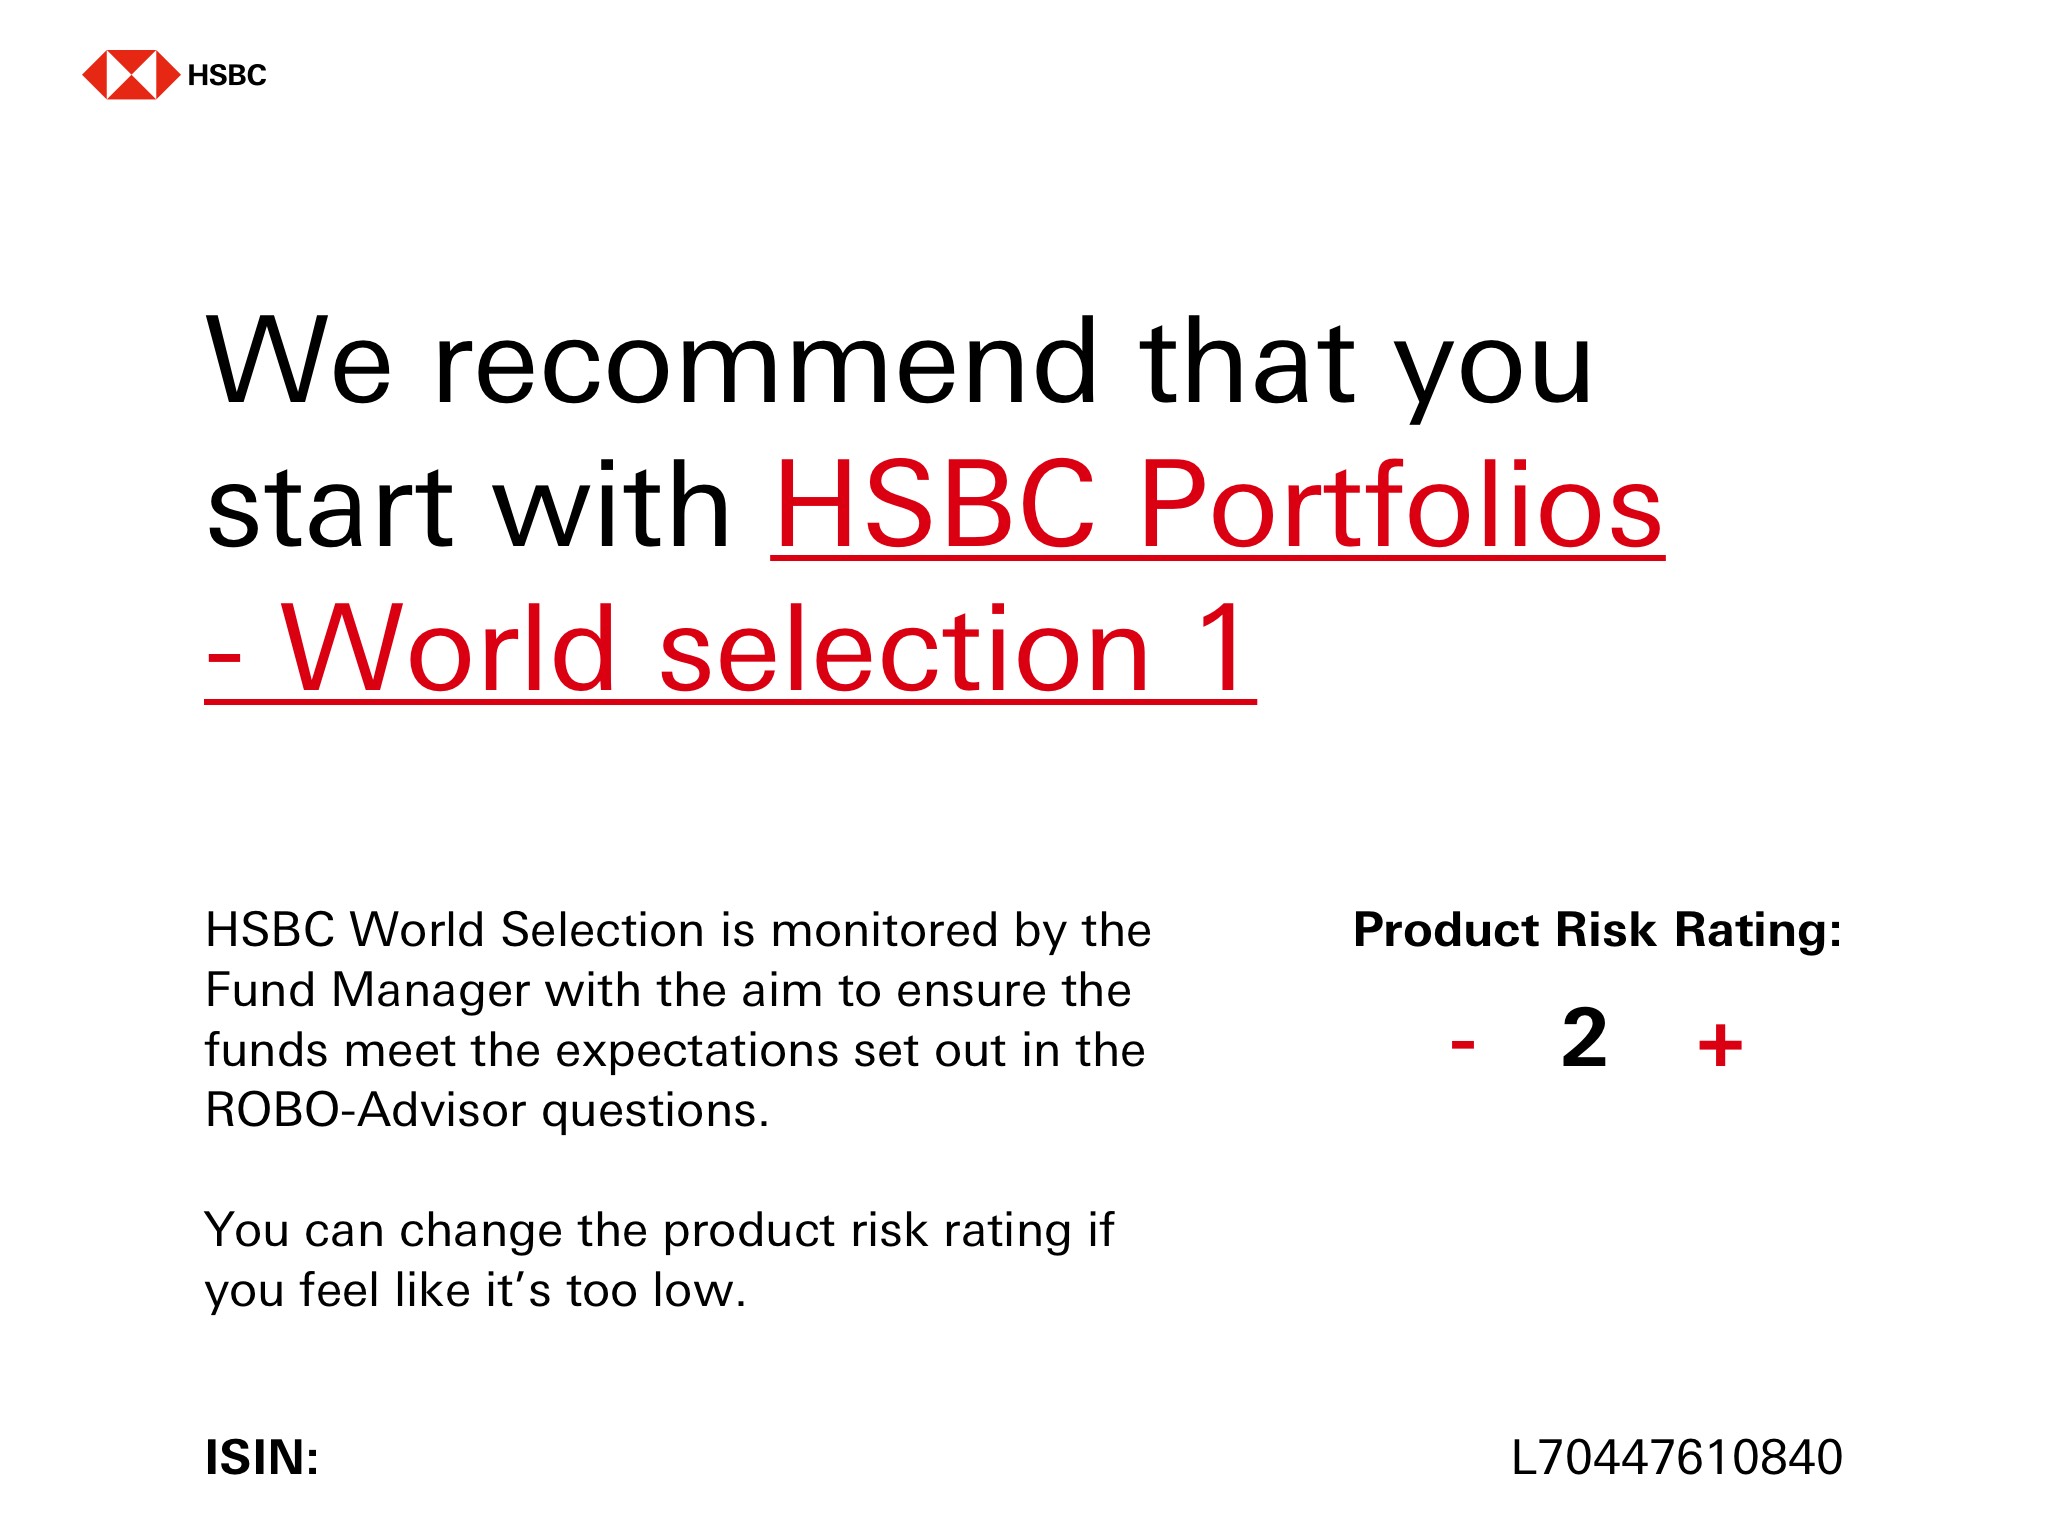 HSBC
We recommend that you
start with HSBC Portfolios
- World selection 1
HSBC World Selection is monitored by the
Fund Manager with the aim to ensure the
funds meet the expectations set out in the
ROBO-Advisor questions.
You can change the product risk rating if
you feel like it’s too low.
Product Risk Rating:
- 2 +
ISIN: L70447610840